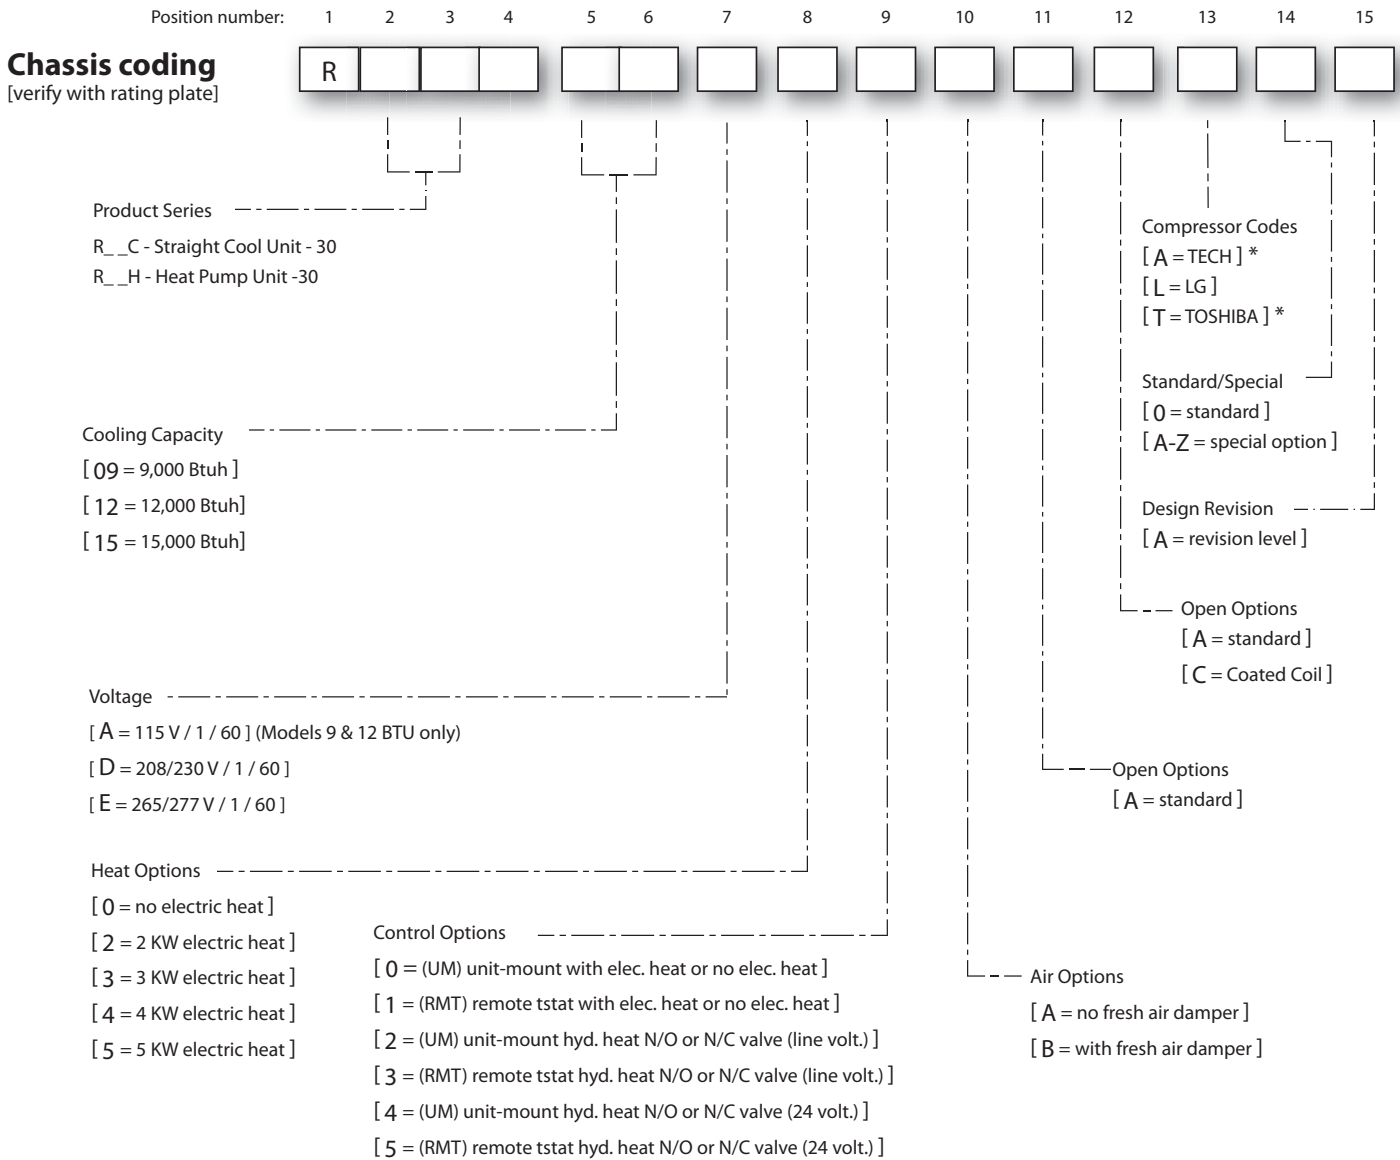 Position number: 1 2 3 4 5 6 7 8 9 10 11 12 13 14 15
Chassis coding
[verify with rating plate]
R
Product Series
R_ _C - Straight Cool Unit - 30
R_ _H - Heat Pump Unit -30
Compressor Codes
[ A = TECH ] *
[ L = LG ]
[ T = TOSHIBA ] *
Standard/Special
[ 0 = standard ]
[ A-Z = special option ]
Cooling Capacity
[ 09 = 9,000 Btuh ]
[ 12 = 12,000 Btuh]
[ 15 = 15,000 Btuh]
Design Revision
[ A = revision level ]
Open Options
[ A = standard ]
[ C = Coated Coil ]
Voltage
[ A = 115 V / 1 / 60 ] (Models 9 & 12 BTU only)
[ D = 208/230 V / 1 / 60 ]
[ E = 265/277 V / 1 / 60 ]
Open Options
[ A = standard ]
Heat Options
[ 0 = no electric heat ]
[ 2 = 2 KW electric heat ]
[ 3 = 3 KW electric heat ]
[ 4 = 4 KW electric heat ]
[ 5 = 5 KW electric heat ]
Control Options
[ 0 = (UM) unit-mount with elec. heat or no elec. heat ]
[ 1 = (RMT) remote tstat with elec. heat or no elec. heat ]
[ 2 = (UM) unit-mount hyd. heat N/O or N/C valve (line volt.) ]
[ 3 = (RMT) remote tstat hyd. heat N/O or N/C valve (line volt.) ]
[ 4 = (UM) unit-mount hyd. heat N/O or N/C valve (24 volt.) ]
[ 5 = (RMT) remote tstat hyd. heat N/O or N/C valve (24 volt.) ]
Air Options
[ A = no fresh air damper ]
[ B = with fresh air damper ]